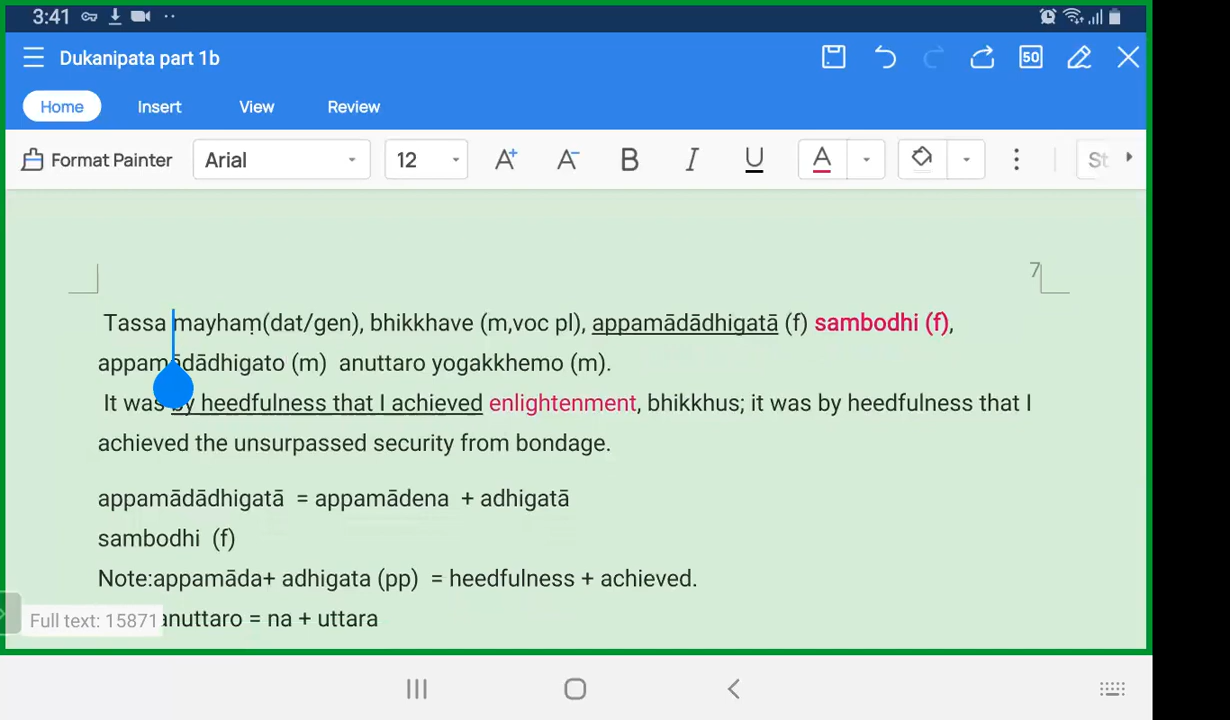 3:41
Dukanipata part 1b
50
Home Insert View Review
Format Painter Arial 12 A+ A− B I U A St
7
Tassa mayhaṃ(dat/gen), bhikkhave (m,voc pl), appamādādhigatā (f) sambodhi (f),
appamādādhigato (m) anuttaro yogakkhemo (m).
It was by heedfulness that I achieved enlightenment, bhikkhus; it was by heedfulness that I
achieved the unsurpassed security from bondage.
appamādādhigatā = appamādena + adhigatā
sambodhi (f)
Note:appamāda+ adhigata (pp) = heedfulness + achieved.
Full text: 15871 anuttaro = na + uttara